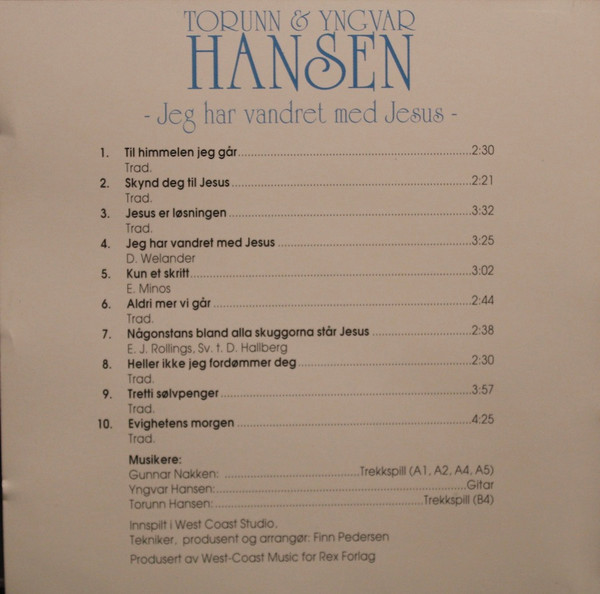 TORUNN & YNGVAR
HANSEN
- Jeg har vandret med Jesus -
1. Til himmelen jeg går........2:30
Trad.
2. Skynd deg til Jesus........2:21
Trad.
3. Jesus er løsningen........3:32
Trad.
4. Jeg har vandret med Jesus........3:25
D. Welander
5. Kun et skritt........3:02
E. Minos
6. Aldri mer vi går........2:44
Trad.
7. Någonstans bland alla skuggorna står Jesus........2:38
E. J. Rollings, Sv. t. D. Hallberg
8. Heller ikke jeg fordømmer deg........2:30
Trad.
9. Tretti sølvpenger........3:57
Trad.
10. Evighetens morgen........4:25
Trad.
Musikere:
Gunnar Nakken: ........Trekkspill (A1, A2, A4, A5)
Yngvar Hansen:........Gitar
Torunn Hansen:........Trekkspill (B4)
Innspilt i West Coast Studio.
Tekniker, produsent og arrangør: Finn Pedersen
Produsert av West-Coast Music for Rex Forlag